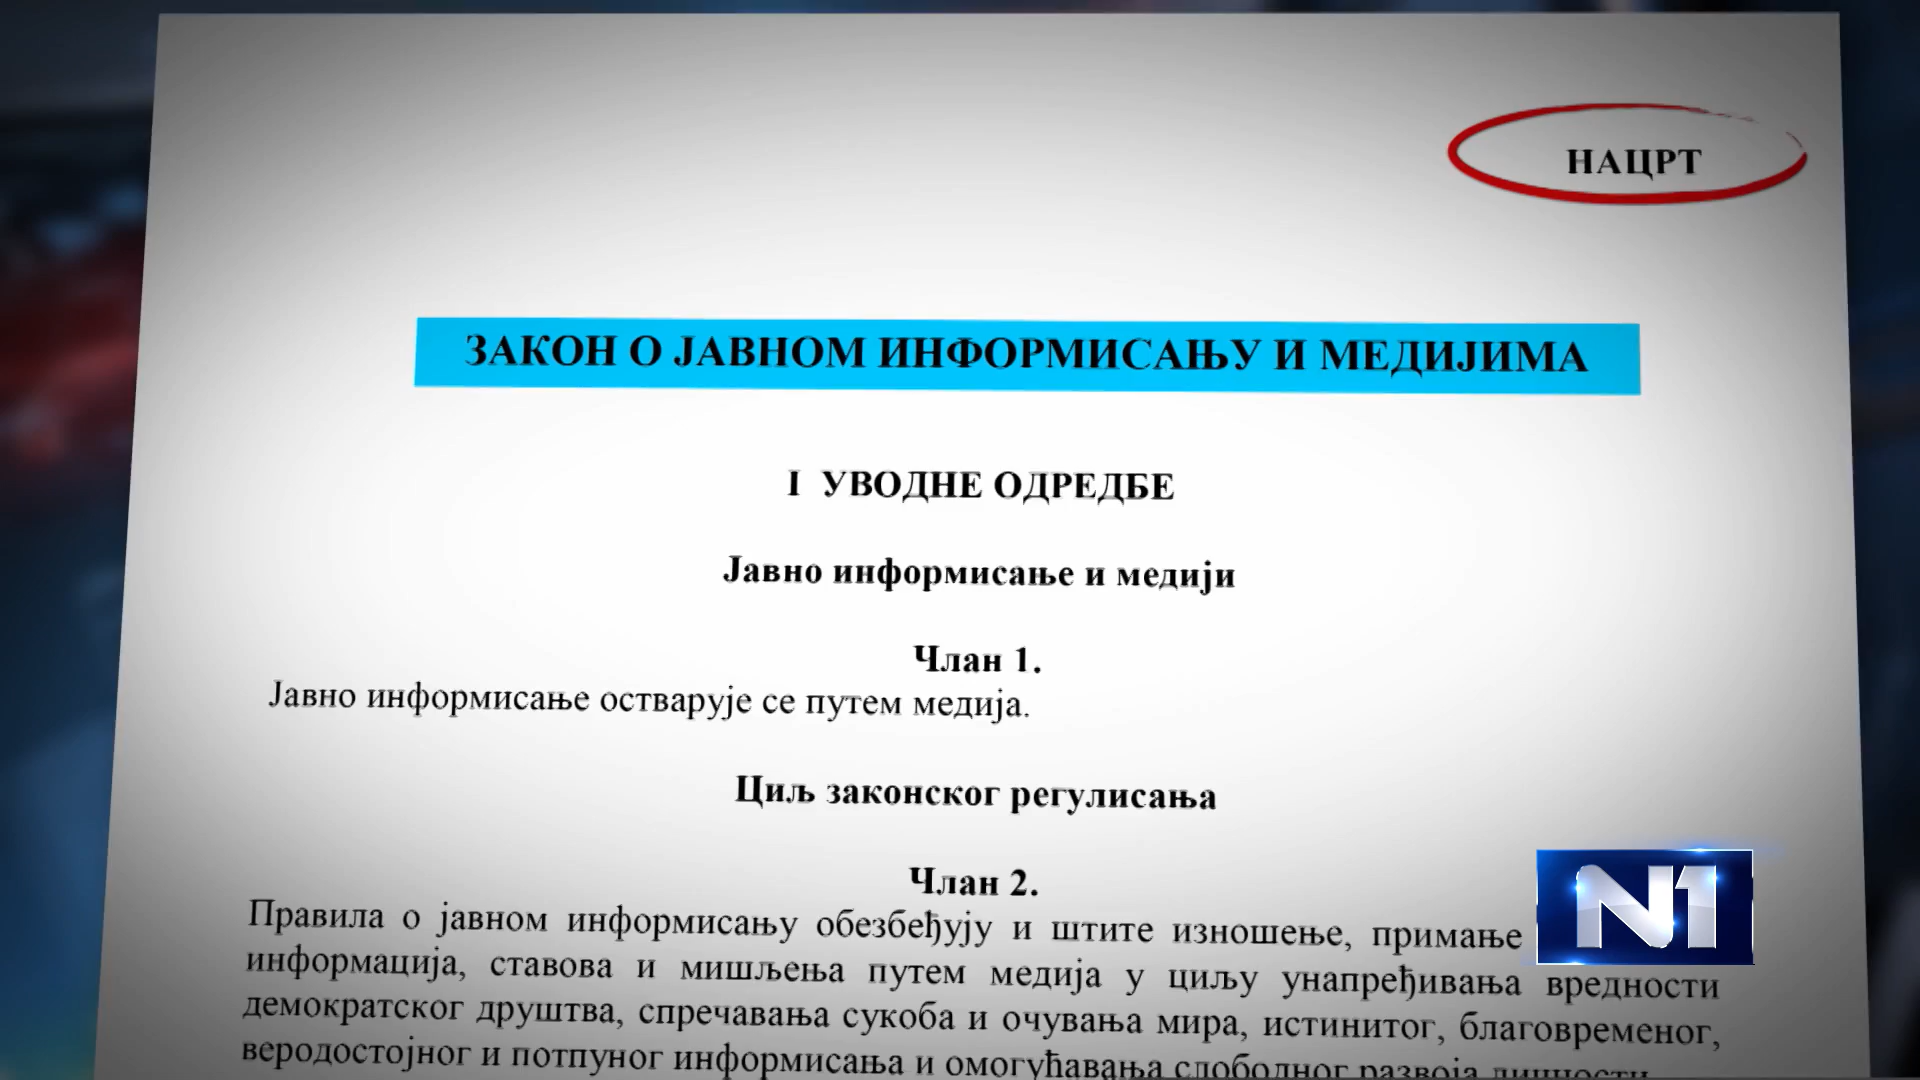 НАЦРТ
ЗАКОН О ЈАВНОМ ИНФОРМИСАЊУ И МЕДИЈИМА
I УВОДНЕ ОДРЕДБЕ
Јавно информисање и медији
Члан 1.
Јавно информисање остварује се путем медија.
Циљ законског регулисања
Члан 2.
Правила о јавном информисању обезбеђују и штите изношење, примање
информација, ставова и мишљења путем медија у циљу унапређивања вредности
демократског друштва, спречавања сукоба и очувања мира, истинитог, благовременог,
веродостојног и потпуног информисања и омогућавања слободног развоја личности
N1